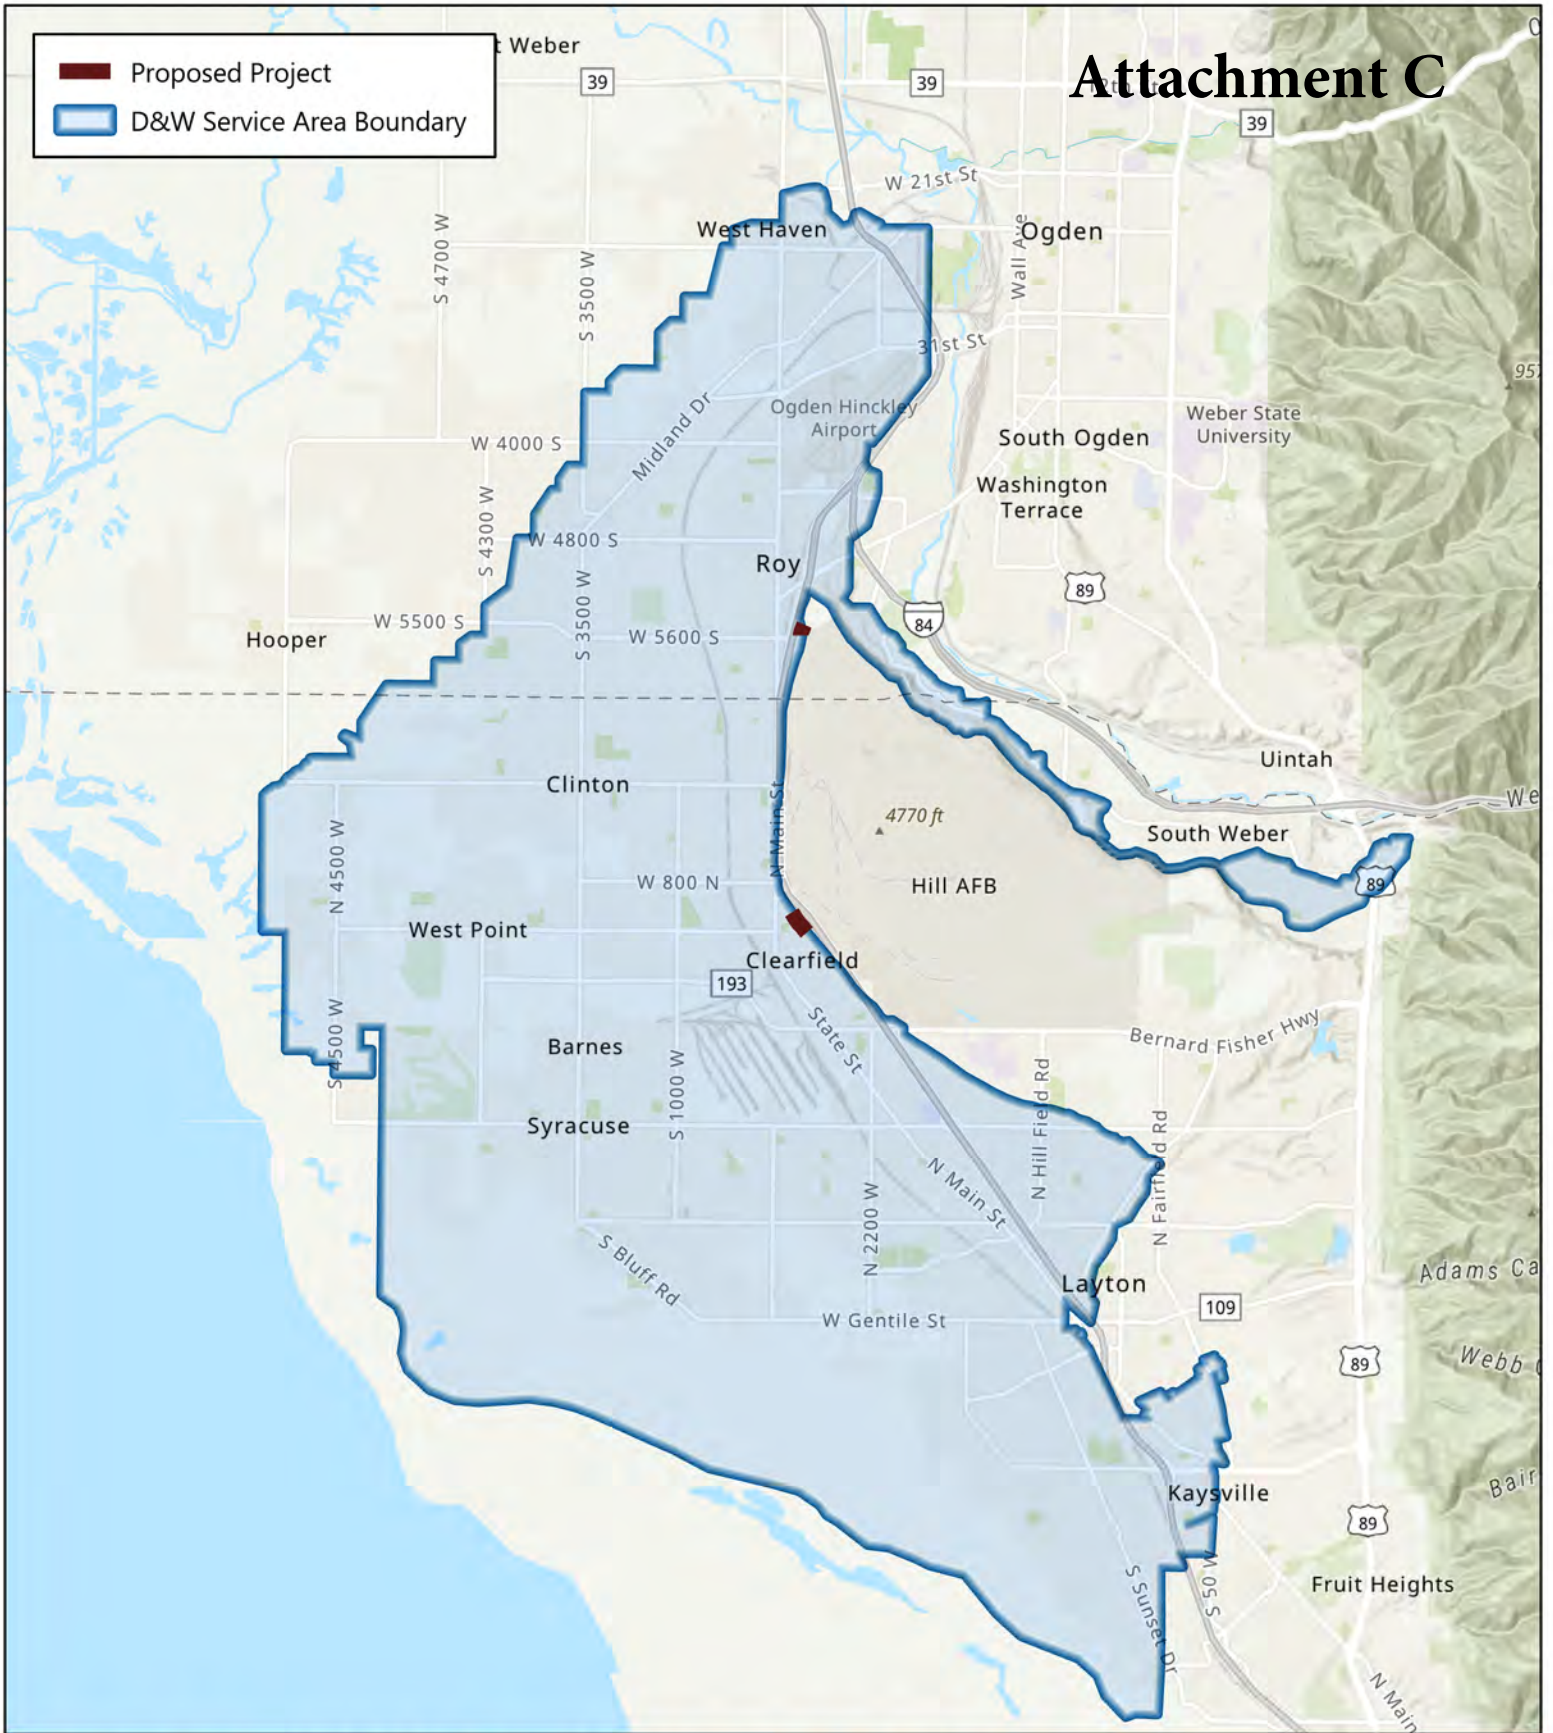 Attachment C
Proposed Project
D&W Service Area Boundary
t Weber
39
39
39
W 21st St
West Haven
Ogden
Wall Ave
S 4700 W
S 3500 W
31st St
957
Ogden Hinckley
Airport
Weber State
University
Midland Dr
W 4000 S
South Ogden
Washington
Terrace
S 4300 W
W 4800 S
Roy
89
84
S 3500 W
W 5500 S
W 5600 S
Hooper
Uintah
Clinton
We
N Main St
4770 ft
South Weber
N 4500 W
W 800 N
Hill AFB
89
West Point
Clearfield
193
S 4500 W
State St
Bernard Fisher Hwy
Barnes
S 1000 W
N Hill Field Rd
Syracuse
N Fairfield Rd
N Main St
N 2200 W
S Bluff Rd
Layton
Adams Ca
109
W Gentile St
89
Webb
Kaysville
Bair
89
S 50 W
S Sunset Dr
Fruit Heights
N Main